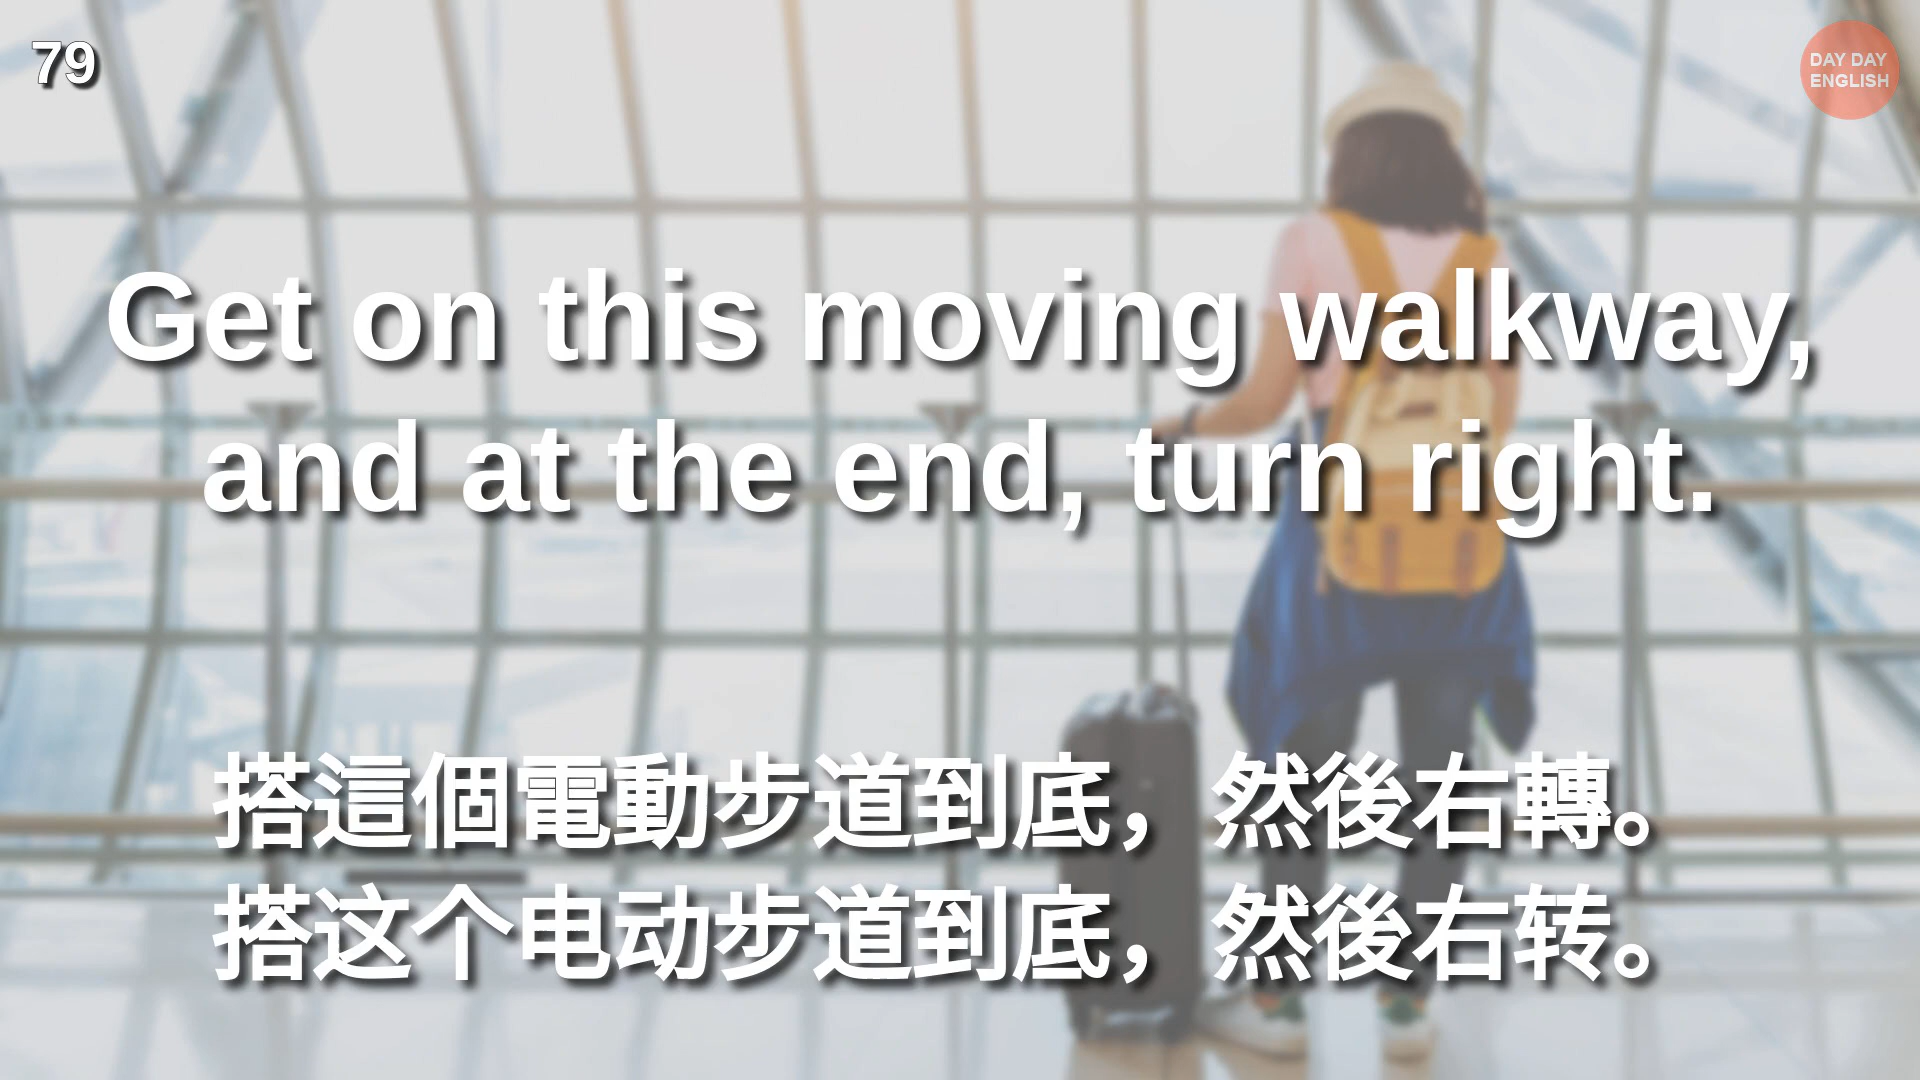 79
DAY DAY
ENGLISH
Get on this moving walkway,
and at the end, turn right.
搭這個電動步道到底，然後右轉。
搭这个电动步道到底，然後右转。